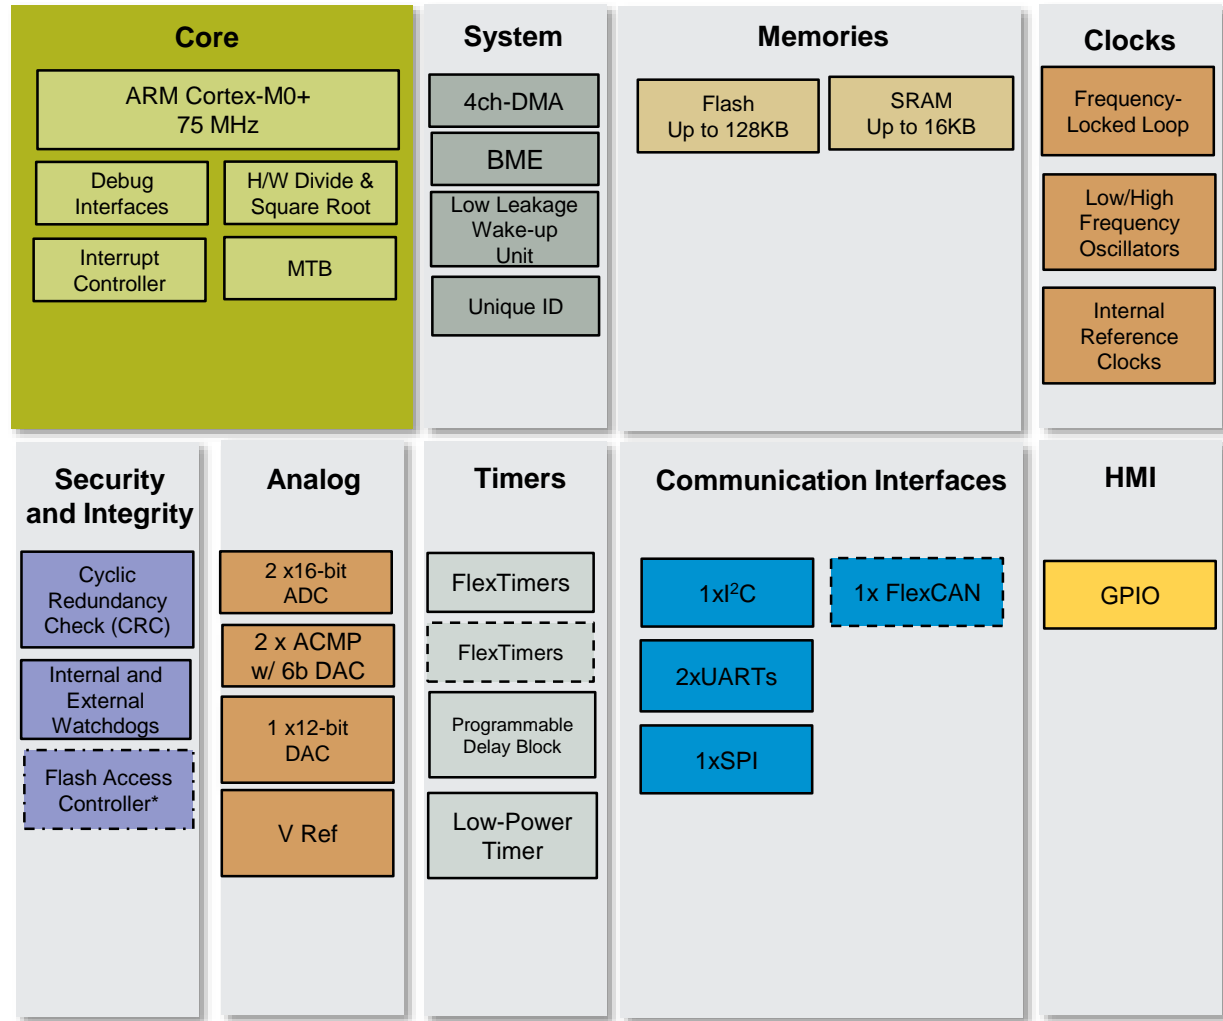 Core
ARM Cortex-M0+
75 MHz
Debug
Interfaces
H/W Divide &
Square Root
Interrupt
Controller
MTB
System
4ch-DMA
BME
Low Leakage
Wake-up
Unit
Unique ID
Memories
Flash
Up to 128KB
SRAM
Up to 16KB
Clocks
Frequency-
Locked Loop
Low/High
Frequency
Oscillators
Internal
Reference
Clocks
Security
and Integrity
Cyclic
Redundancy
Check (CRC)
Internal and
External
Watchdogs
Flash Access
Controller*
Analog
2 x16-bit
ADC
2 x ACMP
w/ 6b DAC
1 x12-bit
DAC
V Ref
Timers
FlexTimers
FlexTimers
Programmable
Delay Block
Low-Power
Timer
Communication Interfaces
1xI²C
1x FlexCAN
2xUARTs
1xSPI
HMI
GPIO